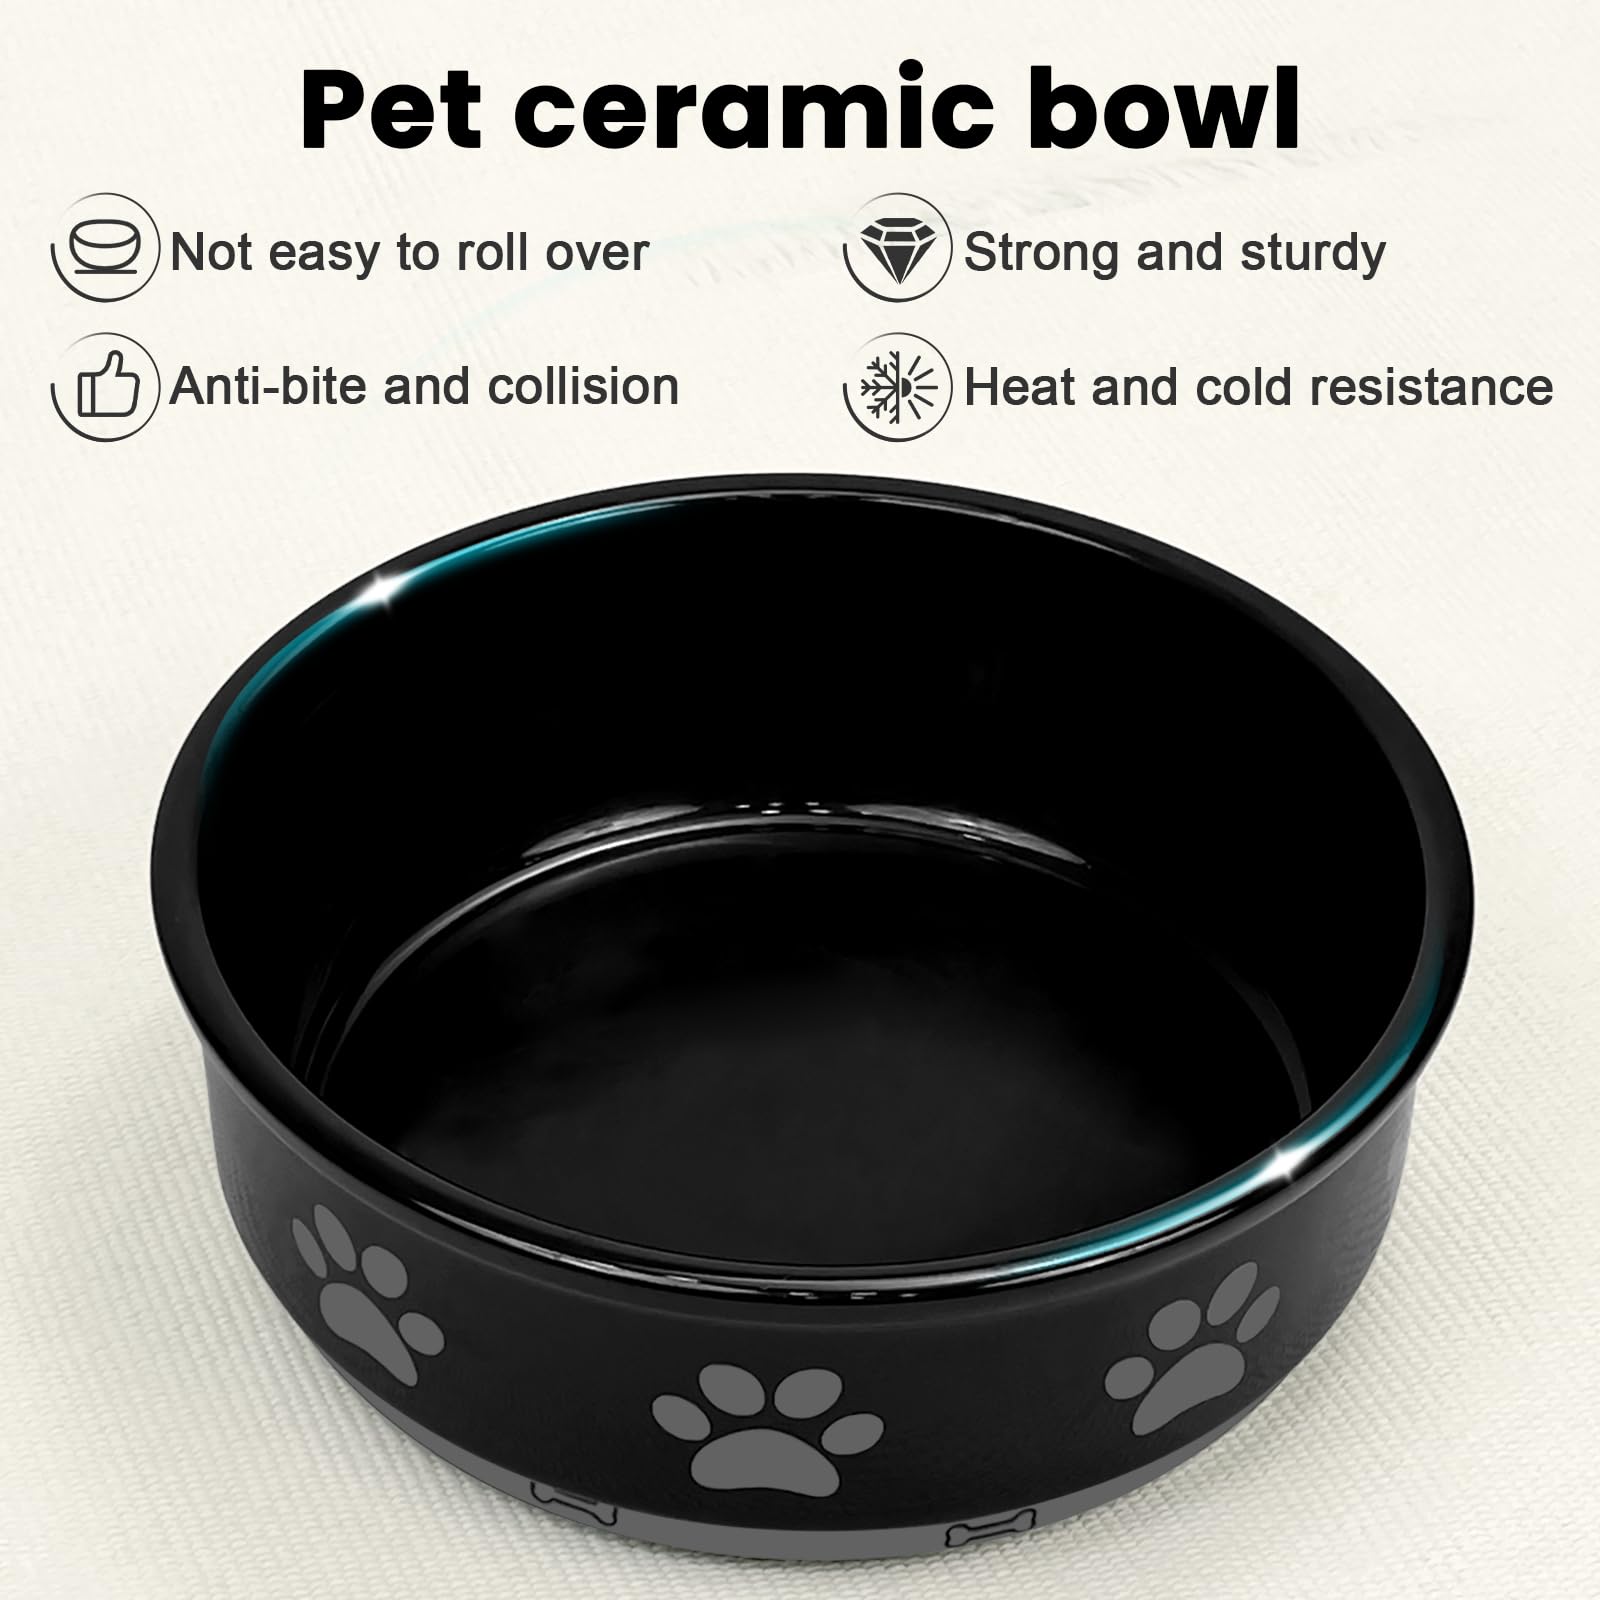 Pet ceramic bowl
Not easy to roll over
Strong and sturdy
Anti-bite and collision
Heat and cold resistance